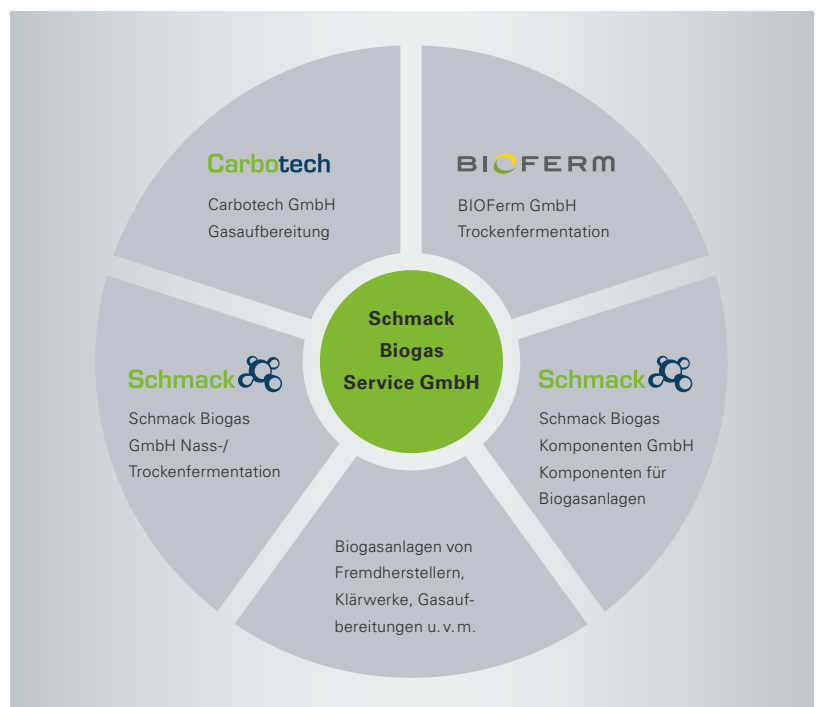 Carbotech
Carbotech GmbH
Gasaufbereitung
BIOFERM
BIOFerm GmbH
Trockenfermentation
Schmack
Biogas
Service GmbH
Schmack
Schmack Biogas
GmbH Nass-/
Trockenfermentation
Schmack
Schmack Biogas
Komponenten GmbH
Komponenten für
Biogasanlagen
Biogasanlagen von
Fremdherstellern,
Klärwerke, Gasauf-
bereitungen u. v. m.